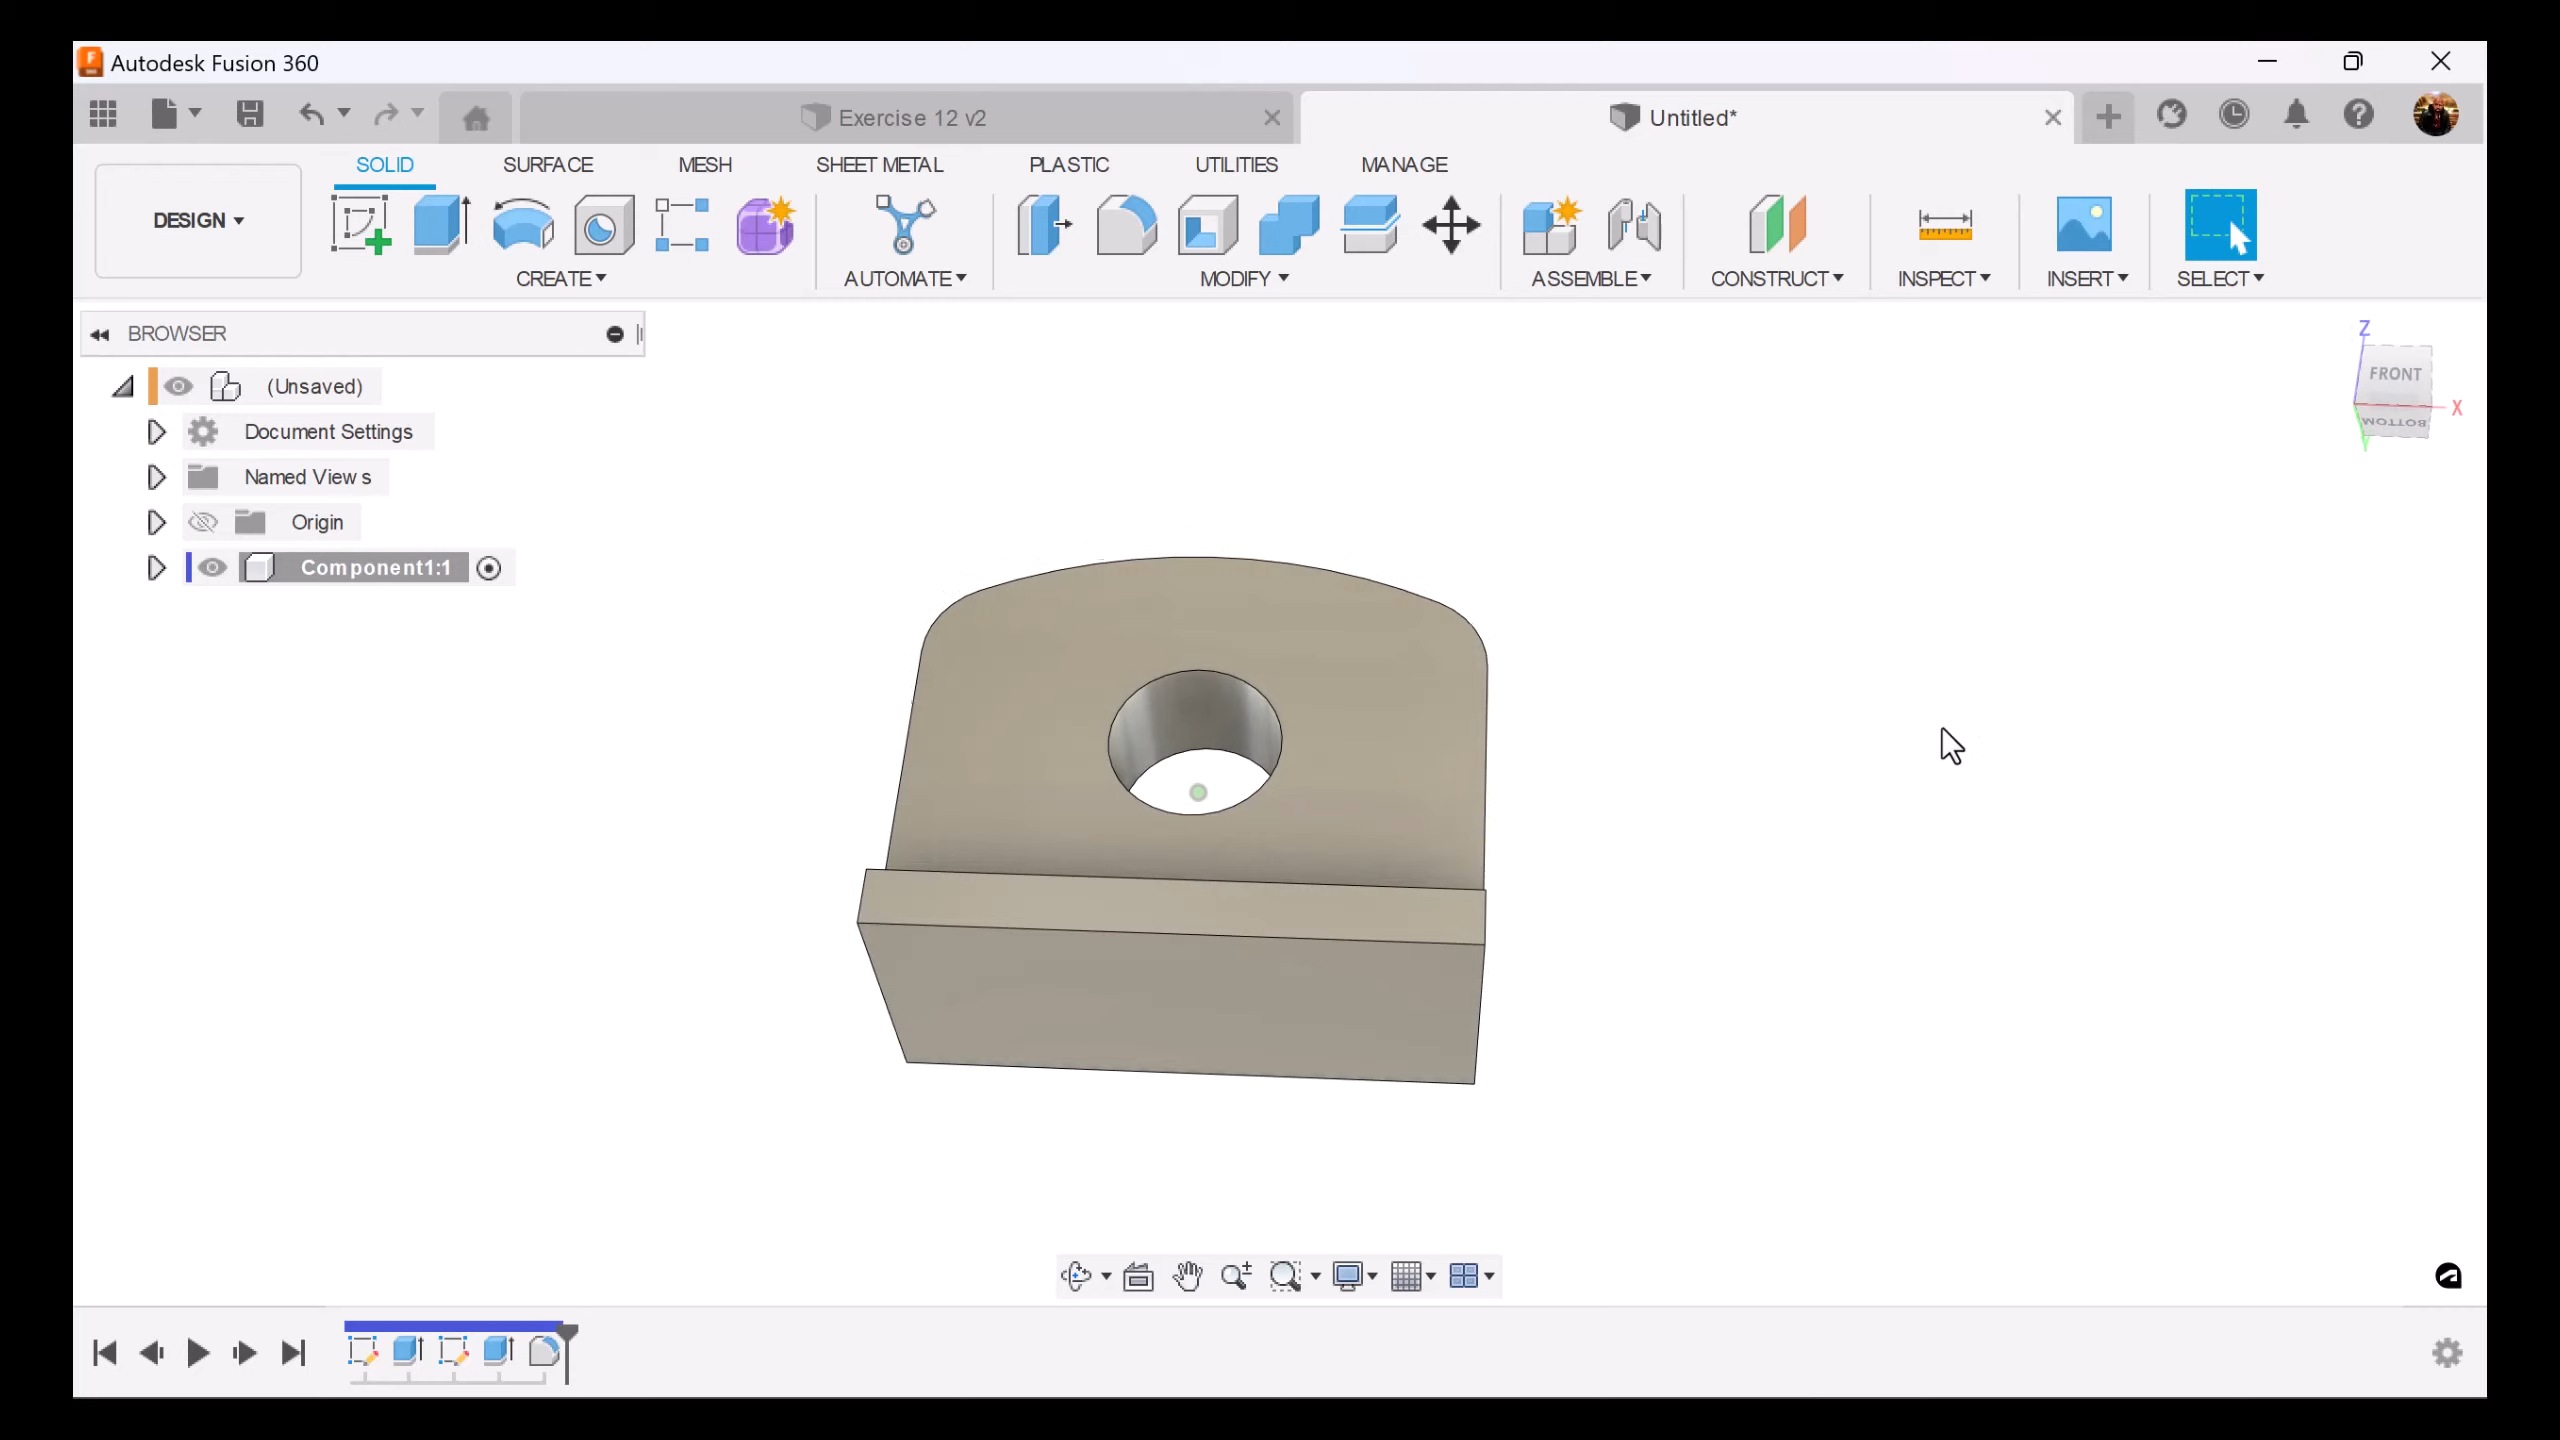 Autodesk Fusion 360
Exercise 12 v2
Untitled*
SOLID SURFACE MESH SHEET METAL PLASTIC UTILITIES MANAGE
DESIGN
CREATE AUTOMATE MODIFY ASSEMBLE CONSTRUCT INSPECT INSERT SELECT
BROWSER
(Unsaved)
Document Settings
Named Views
Origin
Component1:1
Z
FRONT
X
BOTTOM
Y